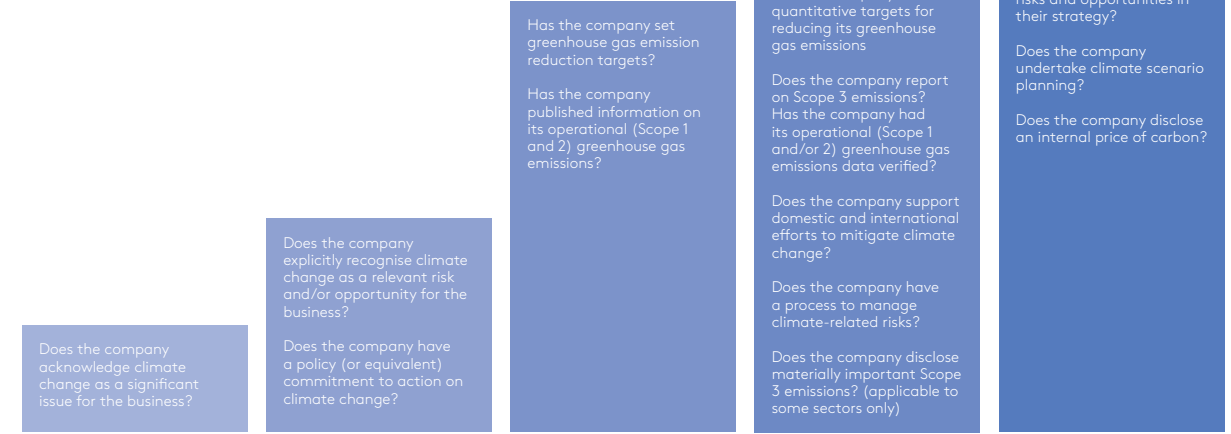 Does the company
acknowledge climate
change as a significant
issue for the business?
Does the company
explicitly recognise climate
change as a relevant risk
and/or opportunity for the
business?
Does the company have
a policy (or equivalent)
commitment to action on
climate change?
Has the company set
greenhouse gas emission
reduction targets?
Has the company
published information on
its operational (Scope 1
and 2) greenhouse gas
emissions?
quantitative targets for
reducing its greenhouse
gas emissions
Does the company report
on Scope 3 emissions?
Has the company had
its operational (Scope 1
and/or 2) greenhouse gas
emissions data verified?
Does the company support
domestic and international
efforts to mitigate climate
change?
Does the company have
a process to manage
climate-related risks?
Does the company disclose
materially important Scope
3 emissions? (applicable to
some sectors only)
risks and opportunities in
their strategy?
Does the company
undertake climate scenario
planning?
Does the company disclose
an internal price of carbon?